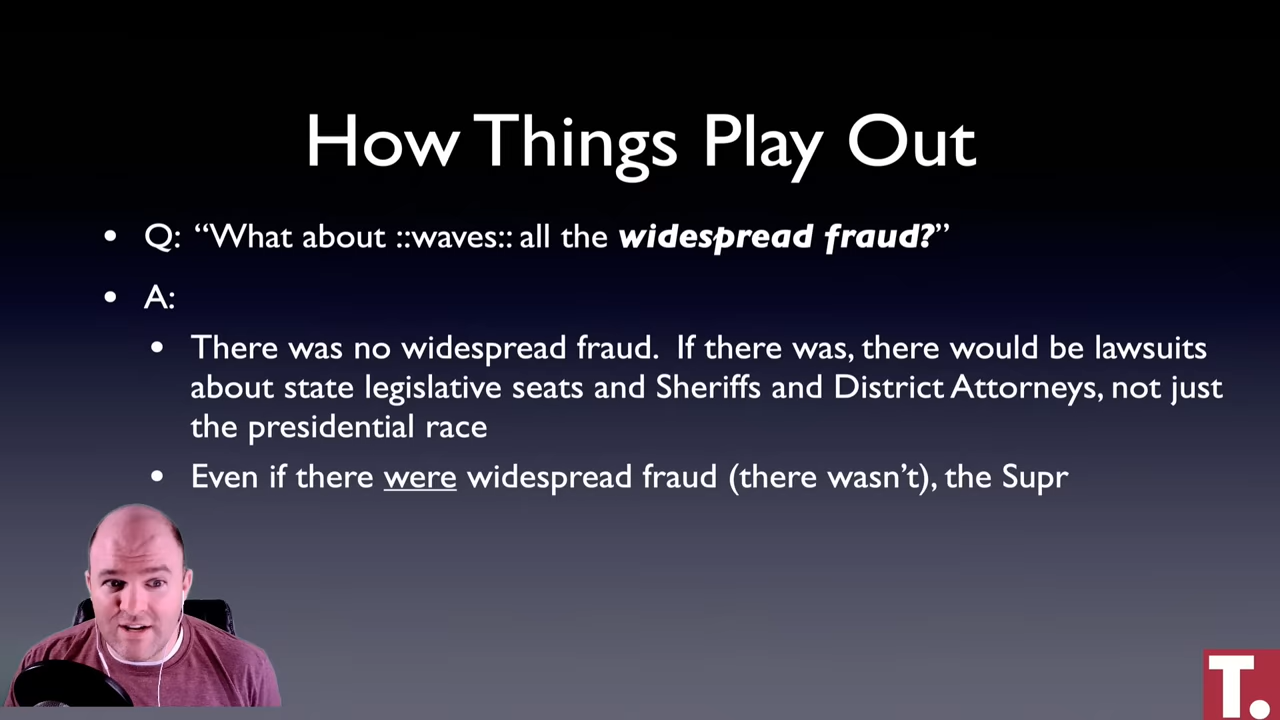 How Things Play Out
• Q: “What about ::waves:: all the widespread fraud?”
• A:
• There was no widespread fraud. If there was, there would be lawsuits
about state legislative seats and Sheriffs and District Attorneys, not just
the presidential race
• Even if there were widespread fraud (there wasn’t), the Supr
T.